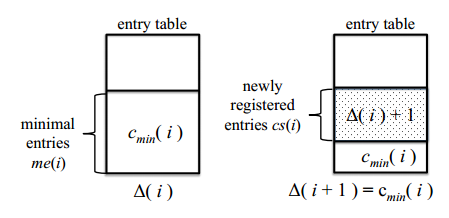 entry table
minimal
entries
me(i)
c_min( i )
Δ( i )
entry table
newly
registered
entries cs(i)
Δ( i ) + 1
c_min( i )
Δ( i + 1 ) = c_min( i )